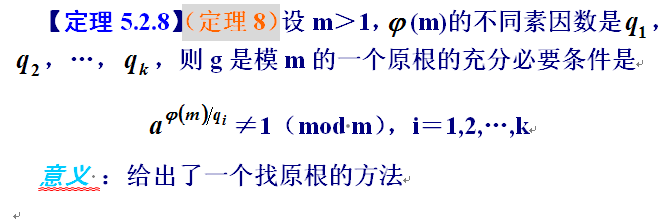 【定理 5.2.8】(定理 8)设 m>1,φ(m)的不同素因数是q₁,
q₂,…,qₖ,则 g 是模 m 的一个原根的充分必要条件是
a^(φ(m)/qᵢ)≠1(mod m),i=1,2,…,k
意义:给出了一个找原根的方法